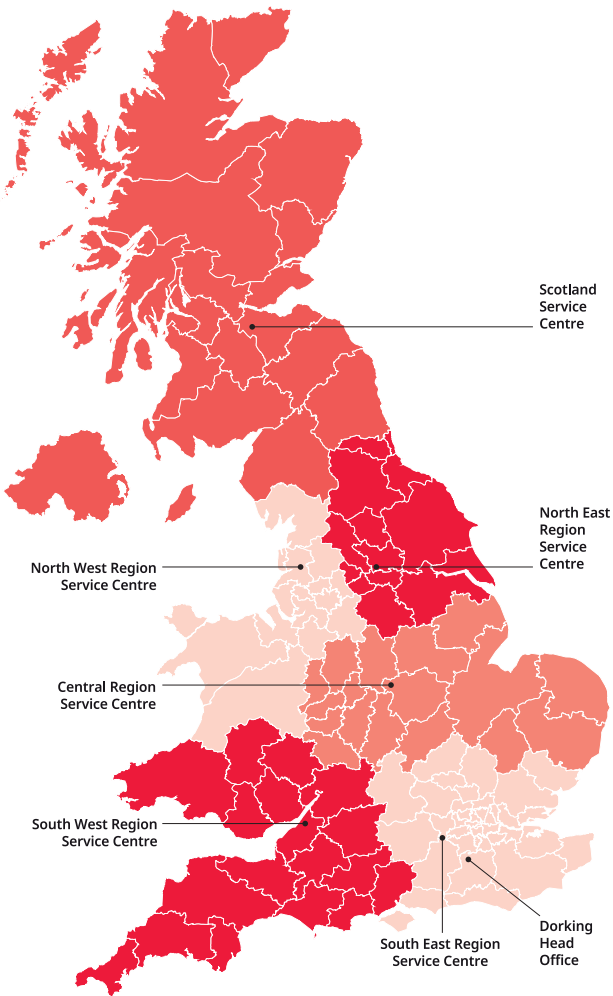 Scotland
Service
Centre
North East
Region
Service
Centre
North West Region
Service Centre
Central Region
Service Centre
South West Region
Service Centre
South East Region
Service Centre
Dorking
Head
Office